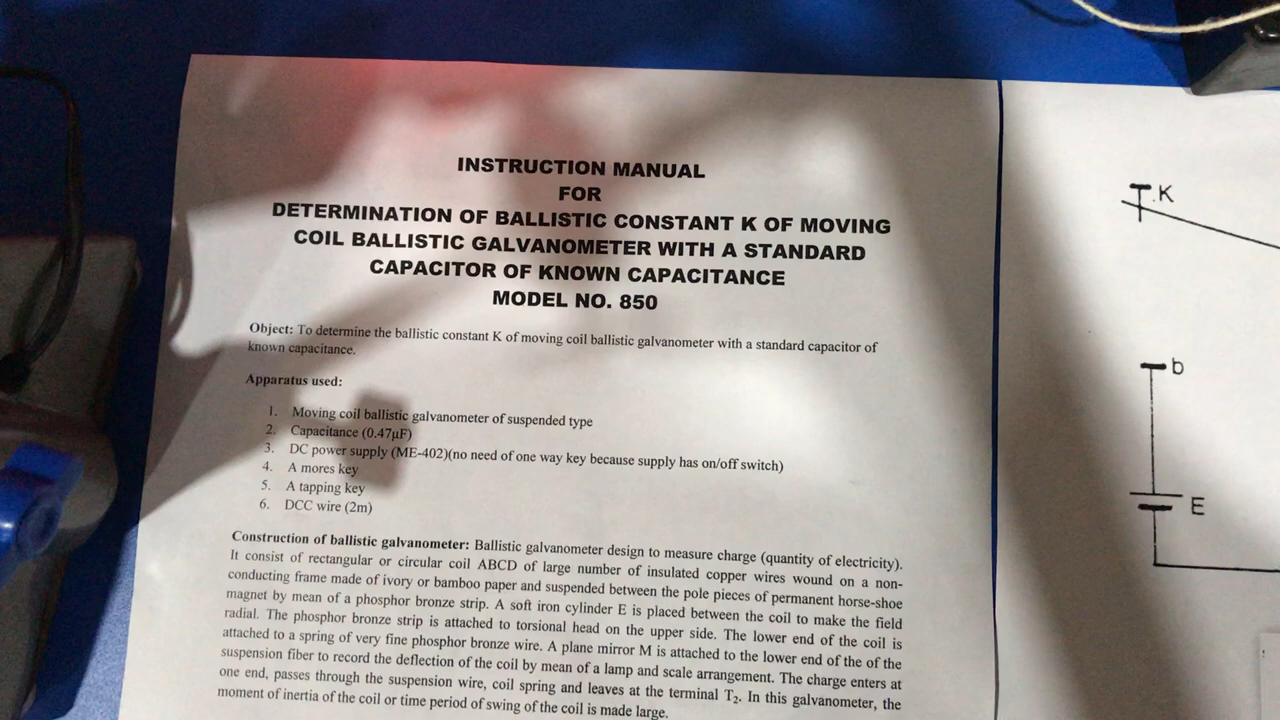 INSTRUCTION MANUAL
FOR
DETERMINATION OF BALLISTIC CONSTANT K OF MOVING
COIL BALLISTIC GALVANOMETER WITH A STANDARD
CAPACITOR OF KNOWN CAPACITANCE
MODEL NO. 850
Object: To determine the ballistic constant K of moving coil ballistic galvanometer with a standard capacitor of
known capacitance.
Apparatus used:
1. Moving coil ballistic galvanometer of suspended type
2. Capacitance (0.47µF)
3. DC power supply (ME-402)(no need of one way key because supply has on/off switch)
4. A mores key
5. A tapping key
6. DCC wire (2m)
Construction of ballistic galvanometer: Ballistic galvanometer design to measure charge (quantity of electricity).
It consist of rectangular or circular coil ABCD of large number of insulated copper wires wound on a non-
conducting frame made of ivory or bamboo paper and suspended between the pole pieces of permanent horse-shoe
magnet by mean of a phosphor bronze strip. A soft iron cylinder E is placed between the coil to make the field
radial. The phosphor bronze strip is attached to torsional head on the upper side. The lower end of the coil is
attached to a spring of very fine phosphor bronze wire. A plane mirror M is attached to the lower end of the of the
suspension fiber to record the deflection of the coil by mean of a lamp and scale arrangement. The charge enters at
one end, passes through the suspension wire, coil spring and leaves at the terminal T₂. In this galvanometer, the
moment of inertia of the coil or time period of swing of the coil is made large.
K
b
E